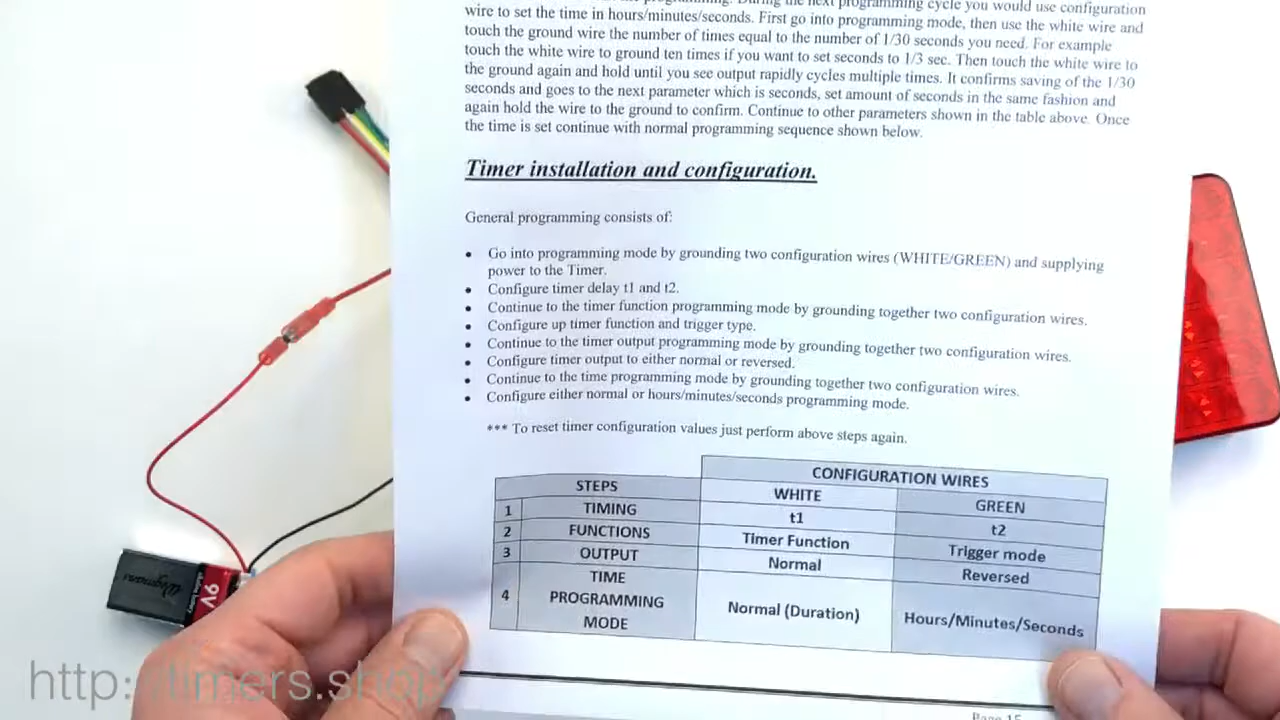 programming. During the next programming cycle you would use configuration
wire to set the time in hours/minutes/seconds. First go into programming mode, then use the white wire and
touch the ground wire the number of times equal to the number of 1/30 seconds you need. For example
touch the white wire to ground ten times if you want to set seconds to 1/3 sec. Then touch the white wire to
the ground again and hold until you see output rapidly cycles multiple times. It confirms saving of the 1/30
seconds and goes to the next parameter which is seconds, set amount of seconds in the same fashion and
again hold the wire to the ground to confirm. Continue to other parameters shown in the table above. Once
the time is set continue with normal programming sequence shown below.
Timer installation and configuration.
General programming consists of:
• Go into programming mode by grounding two configuration wires (WHITE/GREEN) and supplying
power to the Timer.
• Configure timer delay t1 and t2.
• Continue to the timer function programming mode by grounding together two configuration wires.
• Configure up timer function and trigger type.
• Continue to the timer output programming mode by grounding together two configuration wires.
• Configure timer output to either normal or reversed.
• Continue to the time programming mode by grounding together two configuration wires.
• Configure either normal or hours/minutes/seconds programming mode.
*** To reset timer configuration values just perform above steps again.
STEPS CONFIGURATION WIRES
WHITE GREEN
1 TIMING t1 t2
2 FUNCTIONS Timer Function Trigger mode
3 OUTPUT Normal Reversed
4 TIME
PROGRAMMING
MODE Normal (Duration) Hours/Minutes/Seconds
Page 15
9V
http://timers.shop